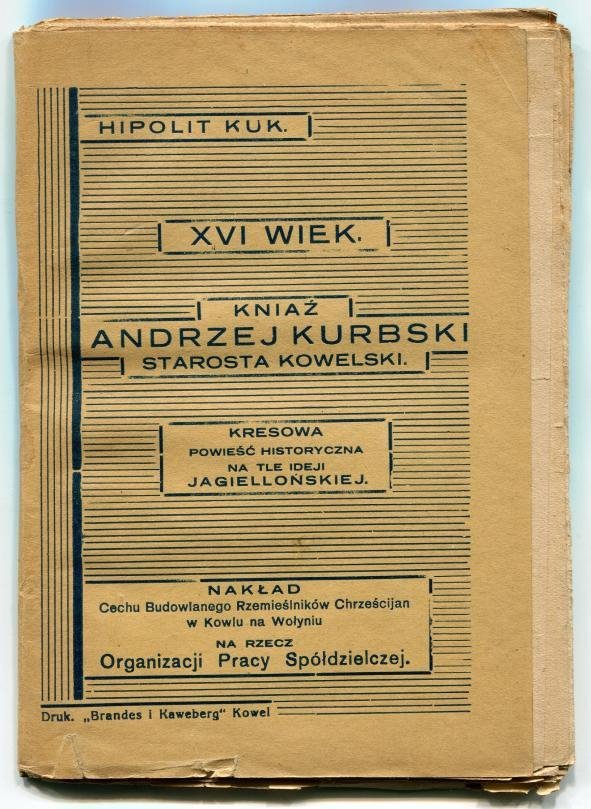 HIPOLIT KUK.
XVI WIEK.
KNIAŹ
ANDRZEJ KURBSKI
STAROSTA KOWELSKI.
KRESOWA
POWIEŚĆ HISTORYCZNA
NA TLE IDEJI
JAGIELLOŃSKIEJ.
NAKŁAD
Cechu Budowlanego Rzemieślników Chrześcijan
w Kowlu na Wołyniu
NA RZECZ
Organizacji Pracy Spółdzielczej.
Druk. „Brandes i Kaweberg" Kowel